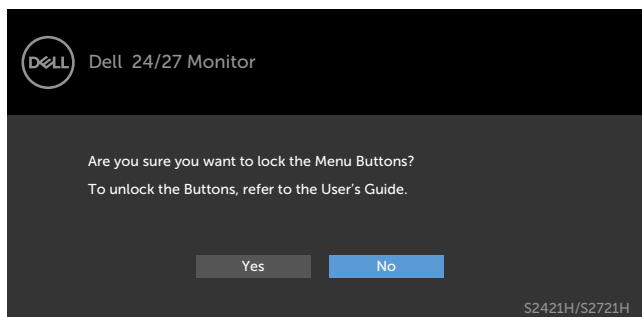 DELL
Dell 24/27 Monitor
Are you sure you want to lock the Menu Buttons?
To unlock the Buttons, refer to the User's Guide.
Yes
No
S2421H/S2721H